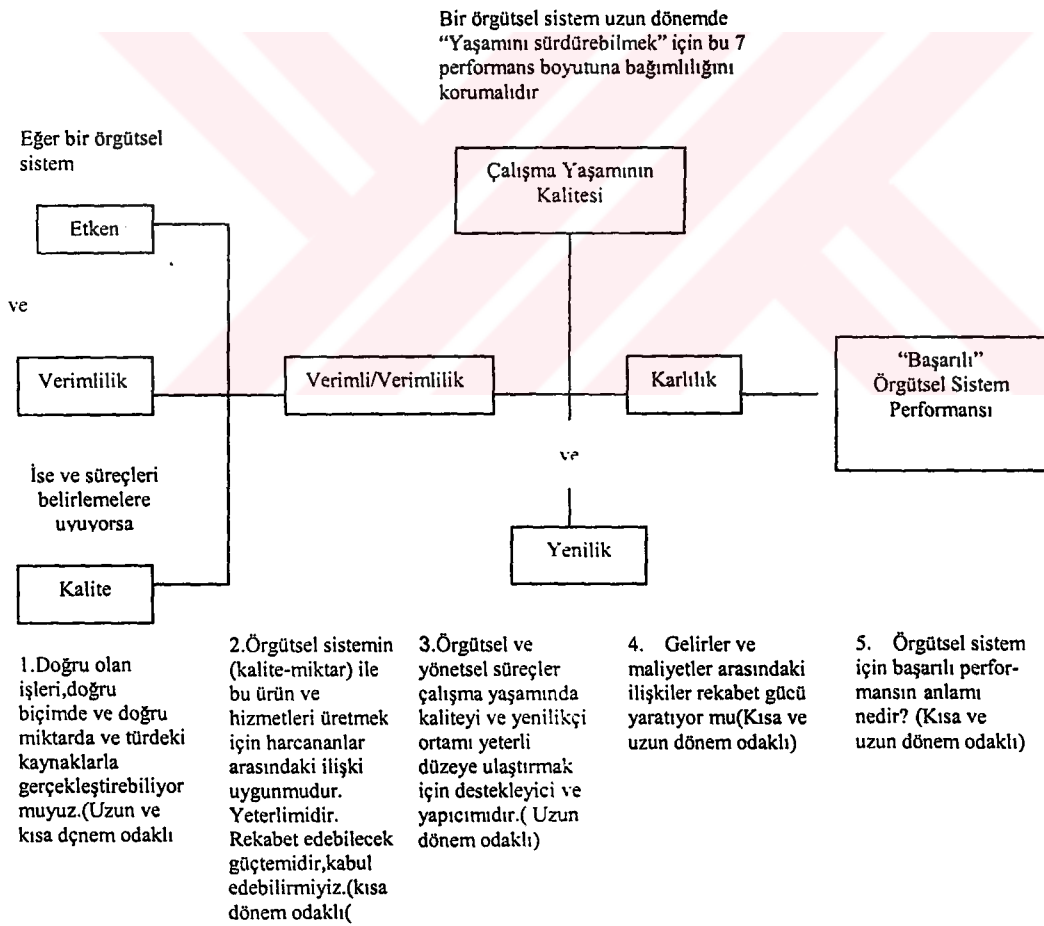 Bir örgütsel sistem uzun dönemde
“Yaşamını sürdürebilmek” için bu 7
performans boyutuna bağımlılığını
korumalıdır
Eğer bir örgütsel
sistem
Çalışma Yaşamının
Kalitesi
Etken
ve
Verimlilik
Verimli/Verimlilik
Karlılık
“Başarılı”
Örgütsel Sistem
Performansı
ve
İse ve süreçleri
belirlemelere
uyuyorsa
Yenilik
Kalite
1.Doğru olan
işleri,doğru
biçimde ve doğru
miktarda ve türdeki
kaynaklarla
gerçekleştirebiliyor
muyuz.(Uzun ve
kısa dçnem odaklı
2.Örgütsel sistemin
(kalite-miktar) ile
bu ürün ve
hizmetleri üretmek
için harcananlar
arasındaki ilişki
uygunmudur.
Yeterlimidir.
Rekabet edebilecek
güçtemidir,kabul
edebilirmiyiz.(kısa
dönem odaklı(
3.Örgütsel ve
yönetsel süreçler
çalışma yaşamında
kaliteyi ve yenilikçi
ortamı yeterli
düzeye ulaştırmak
için destekleyici ve
yapıcımıdır.( Uzun
dönem odaklı)
4. Gelirler ve
maliyetler arasındaki
ilişkiler rekabet gücü
yaratıyor mu(Kısa ve
uzun dönem odaklı)
5. Örgütsel sistem
için başarılı perfor-
mansın anlamı
nedir? (Kısa ve
uzun dönem odaklı)